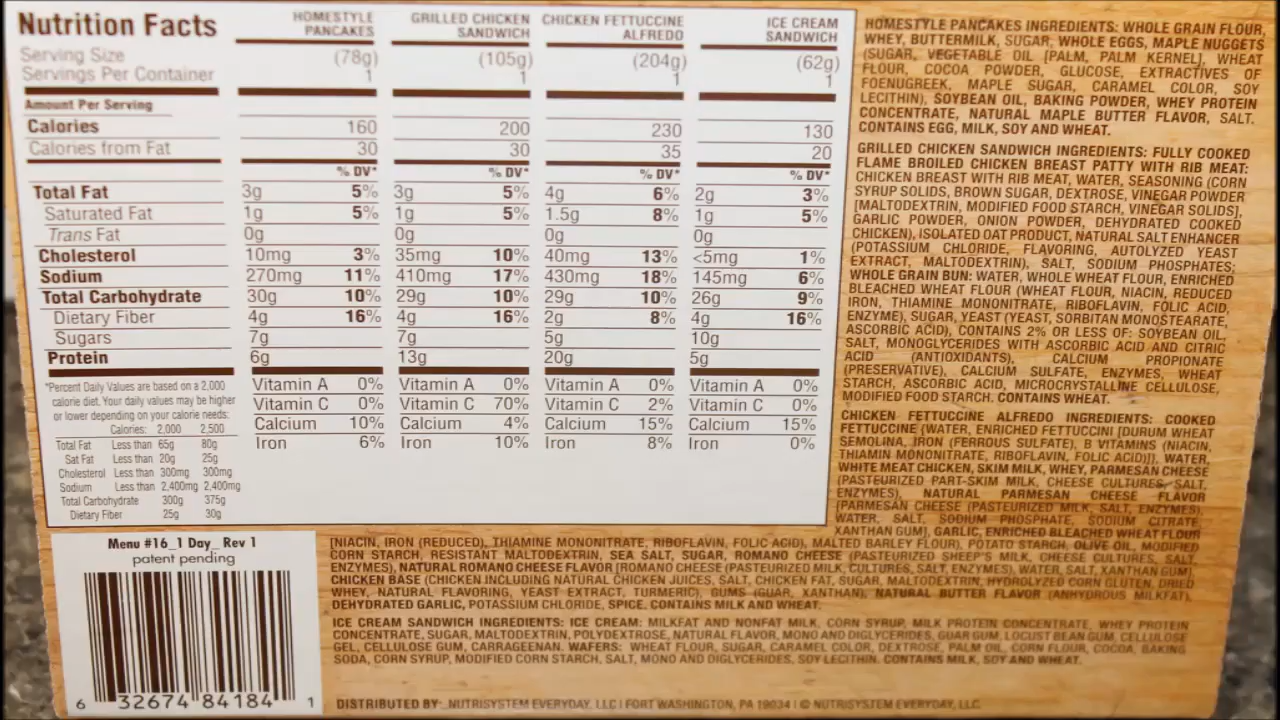 Nutrition Facts HOMESTYLE PANCAKES GRILLED CHICKEN SANDWICH CHICKEN FETTUCCINE ALFREDO ICE CREAM SANDWICH
Serving Size (78g) (105g) (204g) (62g)
Servings Per Container 1 1 1 1
Amount Per Serving
Calories 160 200 230 130
Calories from Fat 30 30 35 20
% DV* % DV* % DV* % DV*
Total Fat 3g 5% 3g 5% 4g 6% 2g 3%
Saturated Fat 1g 5% 1g 5% 1.5g 8% 1g 5%
Trans Fat 0g 0g 0g 0g
Cholesterol 10mg 3% 35mg 10% 40mg 13% <5mg 1%
Sodium 270mg 11% 410mg 17% 430mg 18% 145mg 6%
Total Carbohydrate 30g 10% 29g 10% 29g 10% 26g 9%
Dietary Fiber 4g 16% 4g 16% 2g 8% 4g 16%
Sugars 7g 7g 5g 10g
Protein 6g 13g 20g 5g
Vitamin A 0% Vitamin A 0% Vitamin A 0% Vitamin A 0%
Vitamin C 0% Vitamin C 70% Vitamin C 2% Vitamin C 0%
Calcium 10% Calcium 4% Calcium 15% Calcium 15%
Iron 6% Iron 10% Iron 8% Iron 0%
*Percent Daily Values are based on a 2,000
calorie diet. Your daily values may be higher
or lower depending on your calorie needs:
Calories: 2,000 2,500
Total Fat Less than 65g 80g
Sat Fat Less than 20g 25g
Cholesterol Less than 300mg 300mg
Sodium Less than 2,400mg 2,400mg
Total Carbohydrate 300g 375g
Dietary Fiber 25g 30g
HOMESTYLE PANCAKES INGREDIENTS: WHOLE GRAIN FLOUR,
WHEY, BUTTERMILK, SUGAR, WHOLE EGGS, MAPLE NUGGETS
(SUGAR, VEGETABLE OIL [PALM, PALM KERNEL], WHEAT
FLOUR, COCOA POWDER, GLUCOSE, EXTRACTIVES OF
FOENUGREEK, MAPLE SUGAR, CARAMEL COLOR, SOY
LECITHIN), SOYBEAN OIL, BAKING POWDER, WHEY PROTEIN
CONCENTRATE, NATURAL MAPLE BUTTER FLAVOR, SALT.
CONTAINS EGG, MILK, SOY AND WHEAT.
GRILLED CHICKEN SANDWICH INGREDIENTS: FULLY COOKED
FLAME BROILED CHICKEN BREAST PATTY WITH RIB MEAT:
CHICKEN BREAST WITH RIB MEAT, WATER, SEASONING (CORN
SYRUP SOLIDS, BROWN SUGAR, DEXTROSE, VINEGAR POWDER
[MALTODEXTRIN, MODIFIED FOOD STARCH, VINEGAR SOLIDS],
GARLIC POWDER, ONION POWDER, DEHYDRATED COOKED
CHICKEN), ISOLATED OAT PRODUCT, NATURAL SALT ENHANCER
(POTASSIUM CHLORIDE, FLAVORING, AUTOLYZED YEAST
EXTRACT, MALTODEXTRIN), SALT, SODIUM PHOSPHATES;
WHOLE GRAIN BUN: WATER, WHOLE WHEAT FLOUR, ENRICHED
BLEACHED WHEAT FLOUR (WHEAT FLOUR, NIACIN, REDUCED
IRON, THIAMINE MONONITRATE, RIBOFLAVIN, FOLIC ACID,
ENZYME), SUGAR, YEAST (YEAST, SORBITAN MONOSTEARATE,
ASCORBIC ACID), CONTAINS 2% OR LESS OF: SOYBEAN OIL,
SALT, MONOGLYCERIDES WITH ASCORBIC ACID AND CITRIC
ACID (ANTIOXIDANTS), CALCIUM PROPIONATE
(PRESERVATIVE), CALCIUM SULFATE, ENZYMES, WHEAT
STARCH, ASCORBIC ACID, MICROCRYSTALLINE CELLULOSE,
MODIFIED FOOD STARCH. CONTAINS WHEAT.
CHICKEN FETTUCCINE ALFREDO INGREDIENTS: COOKED
FETTUCCINE (WATER, ENRICHED FETTUCCINI [DURUM WHEAT
SEMOLINA, IRON (FERROUS SULFATE), B VITAMINS (NIACIN,
THIAMIN MONONITRATE, RIBOFLAVIN, FOLIC ACID)]), WATER,
WHITE MEAT CHICKEN, SKIM MILK, WHEY, PARMESAN CHEESE
(PASTEURIZED PART-SKIM MILK, CHEESE CULTURES, SALT,
ENZYMES), NATURAL PARMESAN CHEESE FLAVOR
(PARMESAN CHEESE (PASTEURIZED MILK, SALT, ENZYMES),
WATER, SALT, SODIUM PHOSPHATE, SODIUM CITRATE,
XANTHAN GUM], GARLIC, ENRICHED BLEACHED WHEAT FLOUR
[NIACIN, IRON (REDUCED), THIAMINE MONONITRATE, RIBOFLAVIN, FOLIC ACID), MALTED BARLEY FLOUR), POTATO STARCH, OLIVE OIL, MODIFIED
CORN STARCH, RESISTANT MALTODEXTRIN, SEA SALT, SUGAR, ROMANO CHEESE (PASTEURIZED SHEEP'S MILK, CHEESE CULTURES, SALT,
ENZYMES), NATURAL ROMANO CHEESE FLAVOR [ROMANO CHEESE (PASTEURIZED MILK, CULTURES, SALT, ENZYMES), WATER, SALT, XANTHAN GUM]
CHICKEN BASE (CHICKEN INCLUDING NATURAL CHICKEN JUICES, SALT, CHICKEN FAT, SUGAR, MALTODEXTRIN, HYDROLYZED CORN GLUTEN, DRIED
WHEY, NATURAL FLAVORING, YEAST EXTRACT, TURMERIC), GUMS (GUAR, XANTHAN), NATURAL BUTTER FLAVOR (ANHYDROUS MILKFAT),
DEHYDRATED GARLIC, POTASSIUM CHLORIDE, SPICE. CONTAINS MILK AND WHEAT.
ICE CREAM SANDWICH INGREDIENTS: ICE CREAM: MILKFAT AND NONFAT MILK, CORN SYRUP, MILK PROTEIN CONCENTRATE, WHEY PROTEIN
CONCENTRATE, SUGAR, MALTODEXTRIN, POLYDEXTROSE, NATURAL FLAVOR, MONO AND DIGLYCERIDES, GUAR GUM, LOCUST BEAN GUM, CELLULOSE
GEL, CELLULOSE GUM, CARRAGEENAN. WAFERS: WHEAT FLOUR, SUGAR, CARAMEL COLOR, DEXTROSE, PALM OIL, CORN FLOUR, COCOA, BAKING
SODA, CORN SYRUP, MODIFIED CORN STARCH, SALT, MONO AND DIGLYCERIDES, SOY LECITHIN. CONTAINS MILK, SOY AND WHEAT.
DISTRIBUTED BY: NUTRISYSTEM EVERYDAY, LLC | FORT WASHINGTON, PA 19034 | © NUTRISYSTEM EVERYDAY, LLC
Menu #16_1 Day_ Rev 1
patent pending
6 32674 84184 1